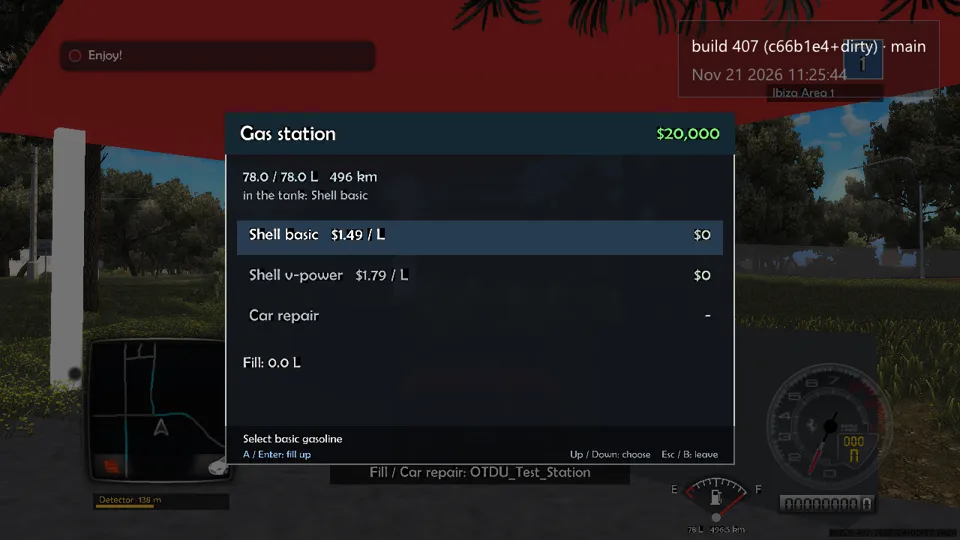 Enjoy!
build 407 (c66b1e4+dirty) · main
Nov 21 2026 11:25:44
1
Ibiza Area 1
Gas station
$20,000
78.0 / 78.0 L 496 km
in the tank: Shell basic
Shell basic $1.49 / L
$0
Shell v-power $1.79 / L
$0
Car repair
-
Fill: 0.0 L
Select basic gasoline
A / Enter: fill up
Up / Down: choose Esc / B: leave
Fill / Car repair: OTDU_Test_Station
Detector 138 m
E
F
78 L 496.5 km
000
n